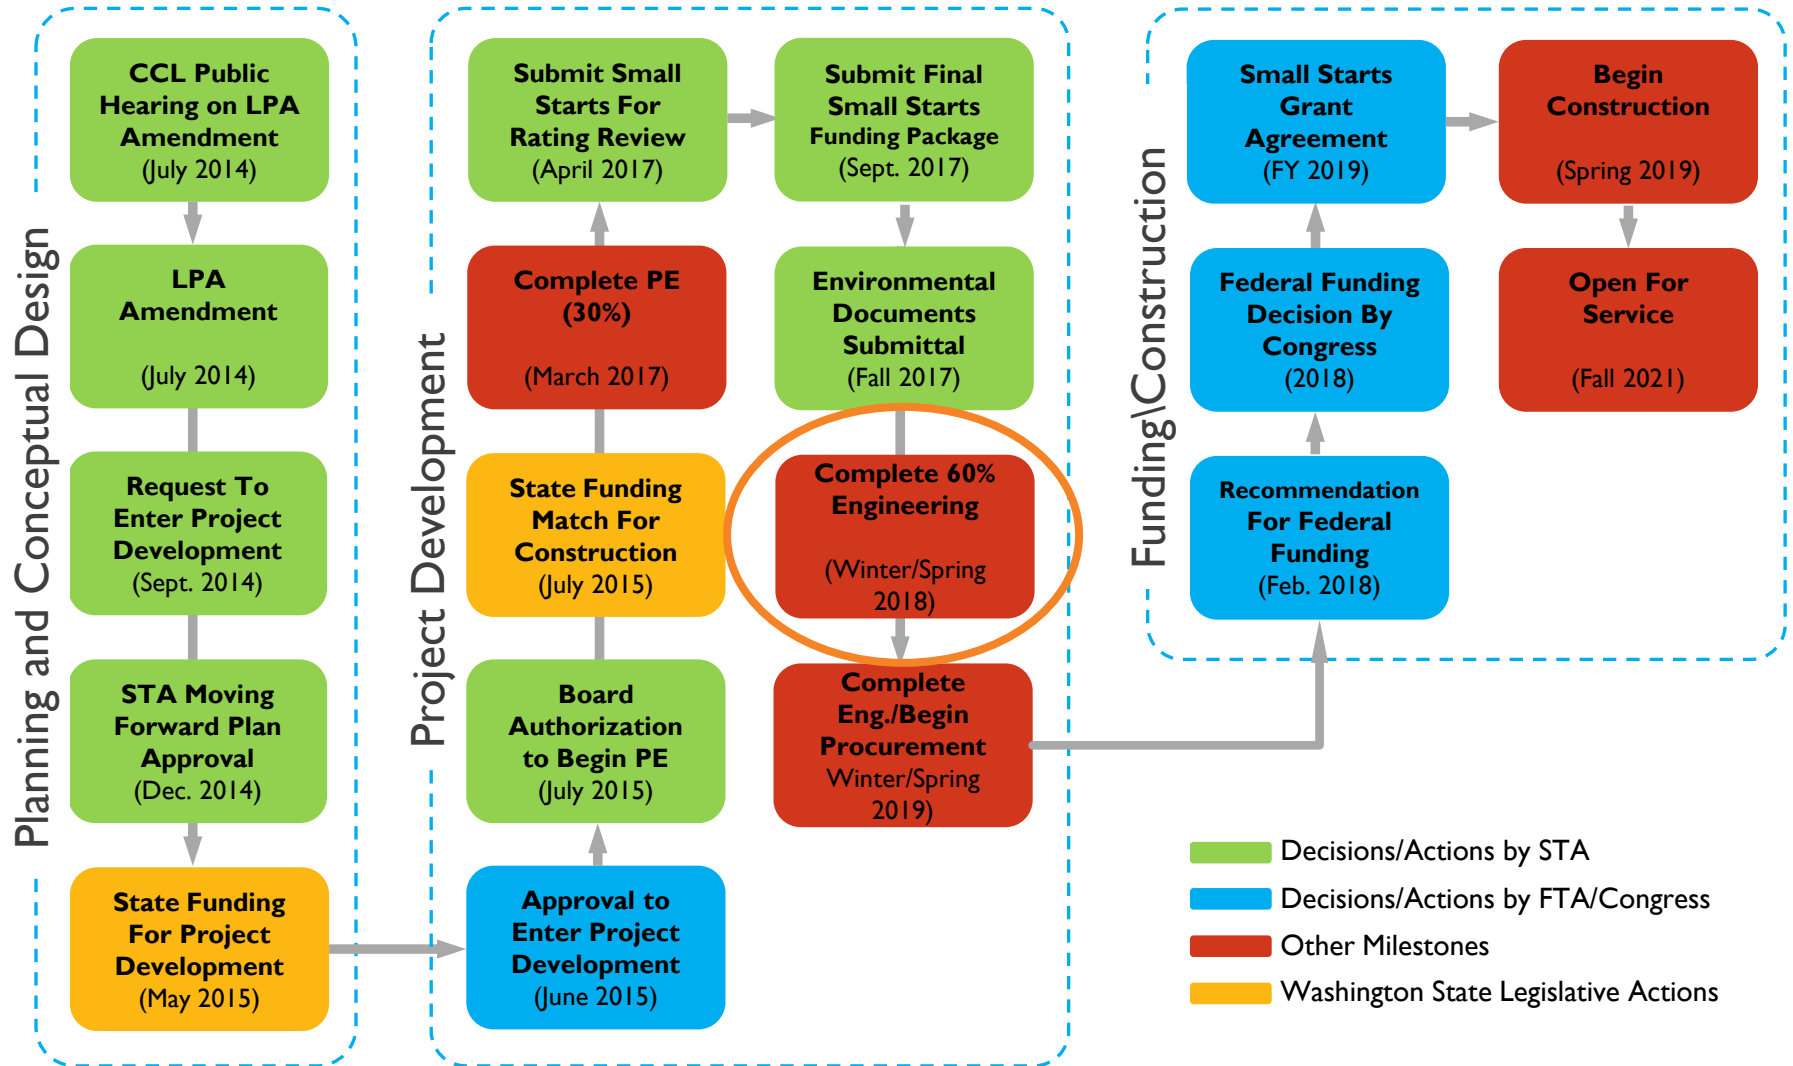 Planning and Conceptual Design
CCL Public
Hearing on LPA
Amendment
(July 2014)
LPA
Amendment
(July 2014)
Request To
Enter Project
Development
(Sept. 2014)
STA Moving
Forward Plan
Approval
(Dec. 2014)
State Funding
For Project
Development
(May 2015)
Project Development
Approval to
Enter Project
Development
(June 2015)
Board
Authorization
to Begin PE
(July 2015)
State Funding
Match For
Construction
(July 2015)
Complete PE
(30%)
(March 2017)
Submit Small
Starts For
Rating Review
(April 2017)
Submit Final
Small Starts
Funding Package
(Sept. 2017)
Environmental
Documents
Submittal
(Fall 2017)
Complete 60%
Engineering
(Winter/Spring
2018)
Complete
Eng./Begin
Procurement
Winter/Spring
2019)
Funding\Construction
Recommendation
For Federal
Funding
(Feb. 2018)
Federal Funding
Decision By
Congress
(2018)
Small Starts
Grant
Agreement
(FY 2019)
Begin
Construction
(Spring 2019)
Open For
Service
(Fall 2021)
Decisions/Actions by STA
Decisions/Actions by FTA/Congress
Other Milestones
Washington State Legislative Actions